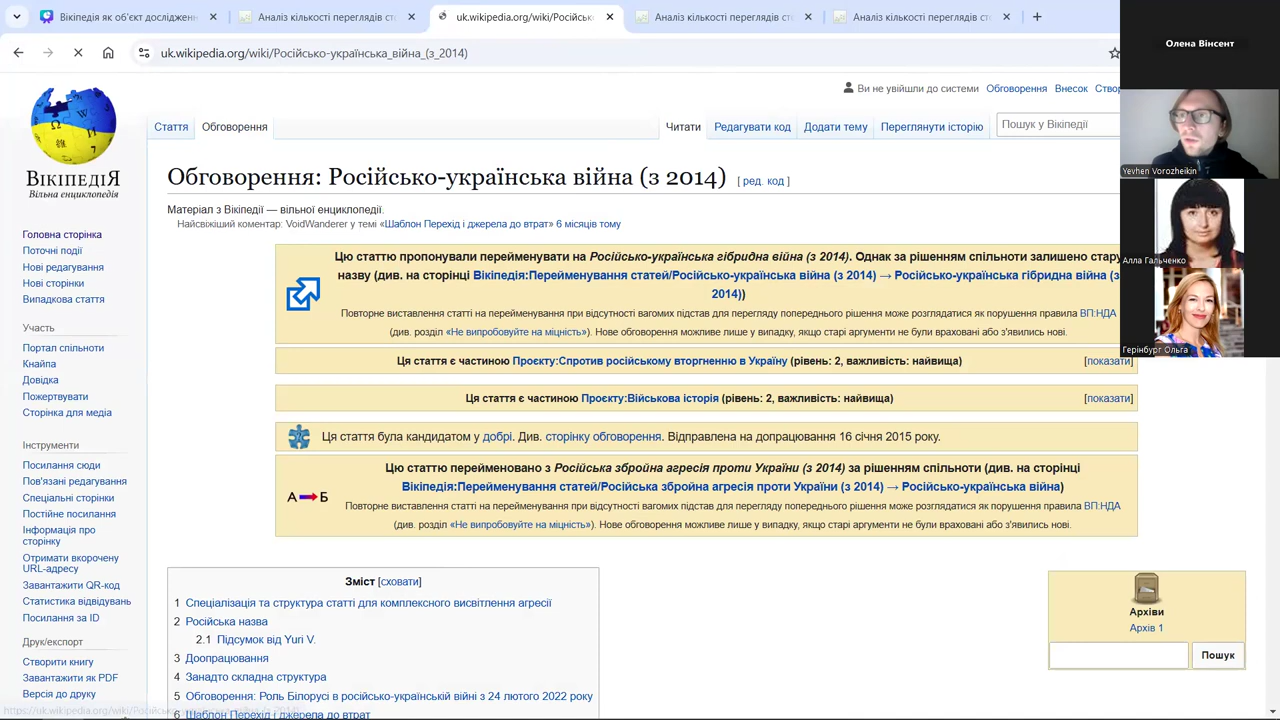 Вікіпедія як об'єкт дослідженн
Аналіз кількості переглядів ст
uk.wikipedia.org/wiki/Російсько
Аналіз кількості переглядів ст
Аналіз кількості переглядів ст
uk.wikipedia.org/wiki/Російсько-українська_війна_(з_2014)
Ви не увійшли до системи Обговорення Внесок Створ
ВІКІПЕДІЯ
Вільна енциклопедія
Стаття Обговорення Читати Редагувати код Додати тему Переглянути історію Пошук у Вікіпедії
Обговорення: Російсько-українська війна (з 2014) [ ред. код ]
Матеріал з Вікіпедії — вільної енциклопедії.
Найсвіжіший коментар: VoidWanderer у темі «Шаблон Перехід і джерела до втрат» 6 місяців тому
Цю статтю пропонували перейменувати на Російсько-українська гібридна війна (з 2014). Однак за рішенням спільноти залишено стару
назву (див. на сторінці Вікіпедія:Перейменування статей/Російсько-українська війна (з 2014) → Російсько-українська гібридна війна (з
2014))
Повторне виставлення статті на перейменування при відсутності вагомих підстав для перегляду попереднього рішення може розглядатися як порушення правила ВП:НДА
(див. розділ «Не випробовуйте на міцність»). Нове обговорення можливе лише у випадку, якщо старі аргументи не були враховані або з'явились нові.
Ця стаття є частиною Проєкту:Спротив російському вторгненню в Україну (рівень: 2, важливість: найвища) [показати]
Ця стаття є частиною Проєкту:Військова історія (рівень: 2, важливість: найвища) [показати]
Ця стаття була кандидатом у добрі. Див. сторінку обговорення. Відправлена на допрацювання 16 січня 2015 року.
Цю статтю перейменовано з Російська збройна агресія проти України (з 2014) за рішенням спільноти (див. на сторінці
Вікіпедія:Перейменування статей/Російська збройна агресія проти України (з 2014) → Російсько-українська війна)
А Б
Повторне виставлення статті на перейменування при відсутності вагомих підстав для перегляду попереднього рішення може розглядатися як порушення правила ВП:НДА
(див. розділ «Не випробовуйте на міцність»). Нове обговорення можливе лише у випадку, якщо старі аргументи не були враховані або з'явились нові.
Зміст [сховати]
1 Спеціалізація та структура статті для комплексного висвітлення агресії
2 Російська назва
2.1 Підсумок від Yuri V.
3 Доопрацювання
4 Занадто складна структура
5 Обговорення: Роль Білорусі в російсько-українській війні з 24 лютого 2022 року
6 Шаблон Перехід і джерела до втрат
Архіви
Архів 1
Пошук
Головна сторінка
Поточні події
Нові редагування
Нові сторінки
Випадкова стаття
Участь
Портал спільноти
Кнайпа
Довідка
Пожертвувати
Сторінка для медіа
Інструменти
Посилання сюди
Пов'язані редагування
Спеціальні сторінки
Постійне посилання
Інформація про
сторінку
Отримати вкорочену
URL-адресу
Завантажити QR-код
Статистика відвідувань
Посилання за ID
Друк/експорт
Створити книгу
Завантажити як PDF
Версія до друку
Олена Вінсент
Yevhen Vorozheikin
Алла Гальченко
Герінбург Ольга